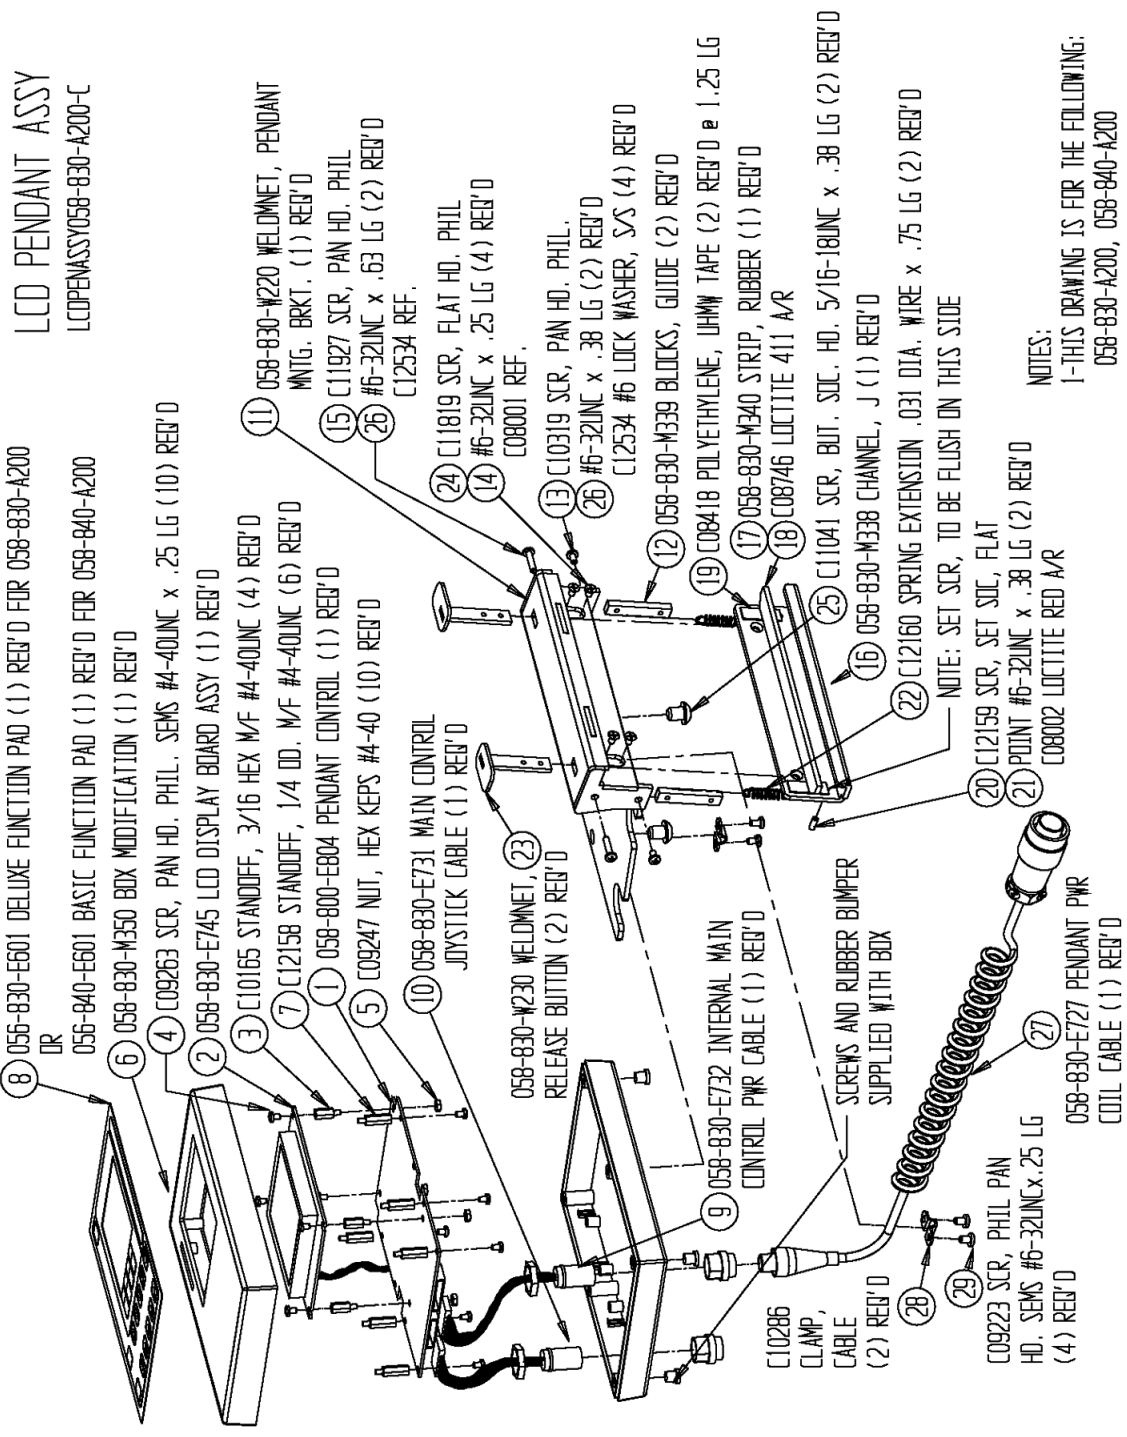 LCD PENDANT ASSY
LCDPENASSY058-830-A200-C
8 056-830-E601 DELUXE FUNCTION PAD (1) REQ'D FOR 058-830-A200
OR
056-840-E601 BASIC FUNCTION PAD (1) REQ'D FOR 058-840-A200
6 058-830-M350 BOX MODIFICATION (1) REQ'D
4 C09263 SCR, PAN HD. PHIL. SEMS #4-40UNC x .25 LG (10) REQ'D
2 058-830-E745 LCD DISPLAY BOARD ASSY (1) REQ'D
3 C10165 STANDOFF, 3/16 HEX M/F #4-40UNC (4) REQ'D
7 C12158 STANDOFF, 1/4 OD. M/F #4-40UNC (6) REQ'D
1 058-800-E804 PENDANT CONTROL (1) REQ'D
5 C09247 NUT, HEX KEPS #4-40 (10) REQ'D
10 058-830-E731 MAIN CONTROL
JOYSTICK CABLE (1) REQ'D
11 058-830-W220 WELDMNET, PENDANT
MNTG. BRKT. (1) REQ'D
15 C11927 SCR, PAN HD. PHIL
26 #6-32UNC x .63 LG (2) REQ'D
C12534 REF.
24 C11819 SCR, FLAT HD. PHIL
14 #6-32UNC x .25 LG (4) REQ'D
C08001 REF.
13 C10319 SCR, PAN HD. PHIL.
26 #6-32UNC x .38 LG (2) REQ'D
C12534 #6 LOCK WASHER, S/S (4) REQ'D
12 058-830-M339 BLOCKS, GUIDE (2) REQ'D
19 C08418 POLYETHYLENE, UHMW TAPE (2) REQ'D @ 1.25 LG
17 058-830-M340 STRIP, RUBBER (1) REQ'D
18 C08746 LOCTITE 411 A/R
25 C11041 SCR, BUT. SOC. HD. 5/16-18UNC x .38 LG (2) REQ'D
16 058-830-M338 CHANNEL, J (1) REQ'D
22 C12160 SPRING EXTENSION .031 DIA. WIRE x .75 LG (2) REQ'D
NOTE: SET SCR, TO BE FLUSH ON THIS SIDE
20 C12159 SCR, SET SOC, FLAT
21 POINT #6-32UNC x .38 LG (2) REQ'D
C08002 LOCTITE RED A/R
058-830-W230 WELDMNET, 23
RELEASE BUTTON (2) REQ'D
9 058-830-E732 INTERNAL MAIN
CONTROL PWR CABLE (1) REQ'D
SCREWS AND RUBBER BUMPER
SUPPLIED WITH BOX
27
058-830-E727 PENDANT PWR
COIL CABLE (1) REQ'D
C10286
CLAMP,
CABLE
(2) REQ'D
28
29
C09223 SCR, PHIL PAN
HD. SEMS #6-32UNCx.25 LG
(4) REQ'D
NOTES:
1-THIS DRAWING IS FOR THE FOLLOWING:
058-830-A200, 058-840-A200